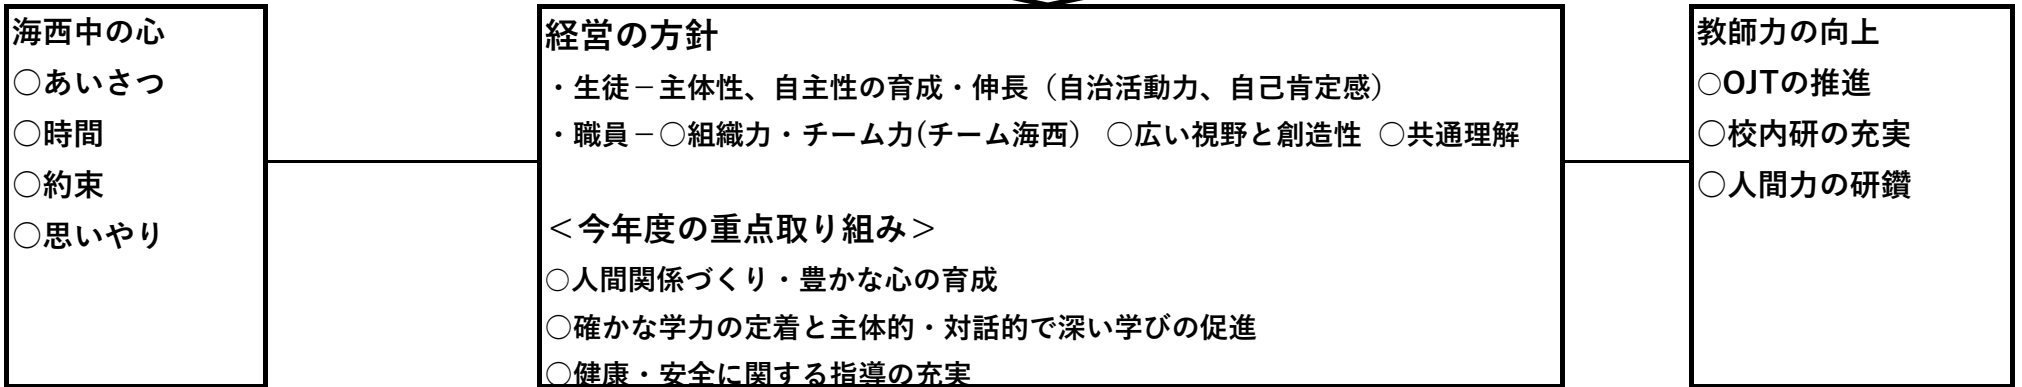 海西中の心
○あいさつ
○時間
○約束
○思いやり
経営の方針
・生徒－主体性、自主性の育成・伸長（自治活動力、自己肯定感）
・職員－○組織力・チーム力(チーム海西） ○広い視野と創造性 ○共通理解
＜今年度の重点取り組み＞
○人間関係づくり・豊かな心の育成
○確かな学力の定着と主体的・対話的で深い学びの促進
○健康・安全に関する指導の充実
教師力の向上
○OJTの推進
○校内研の充実
○人間力の研鑽